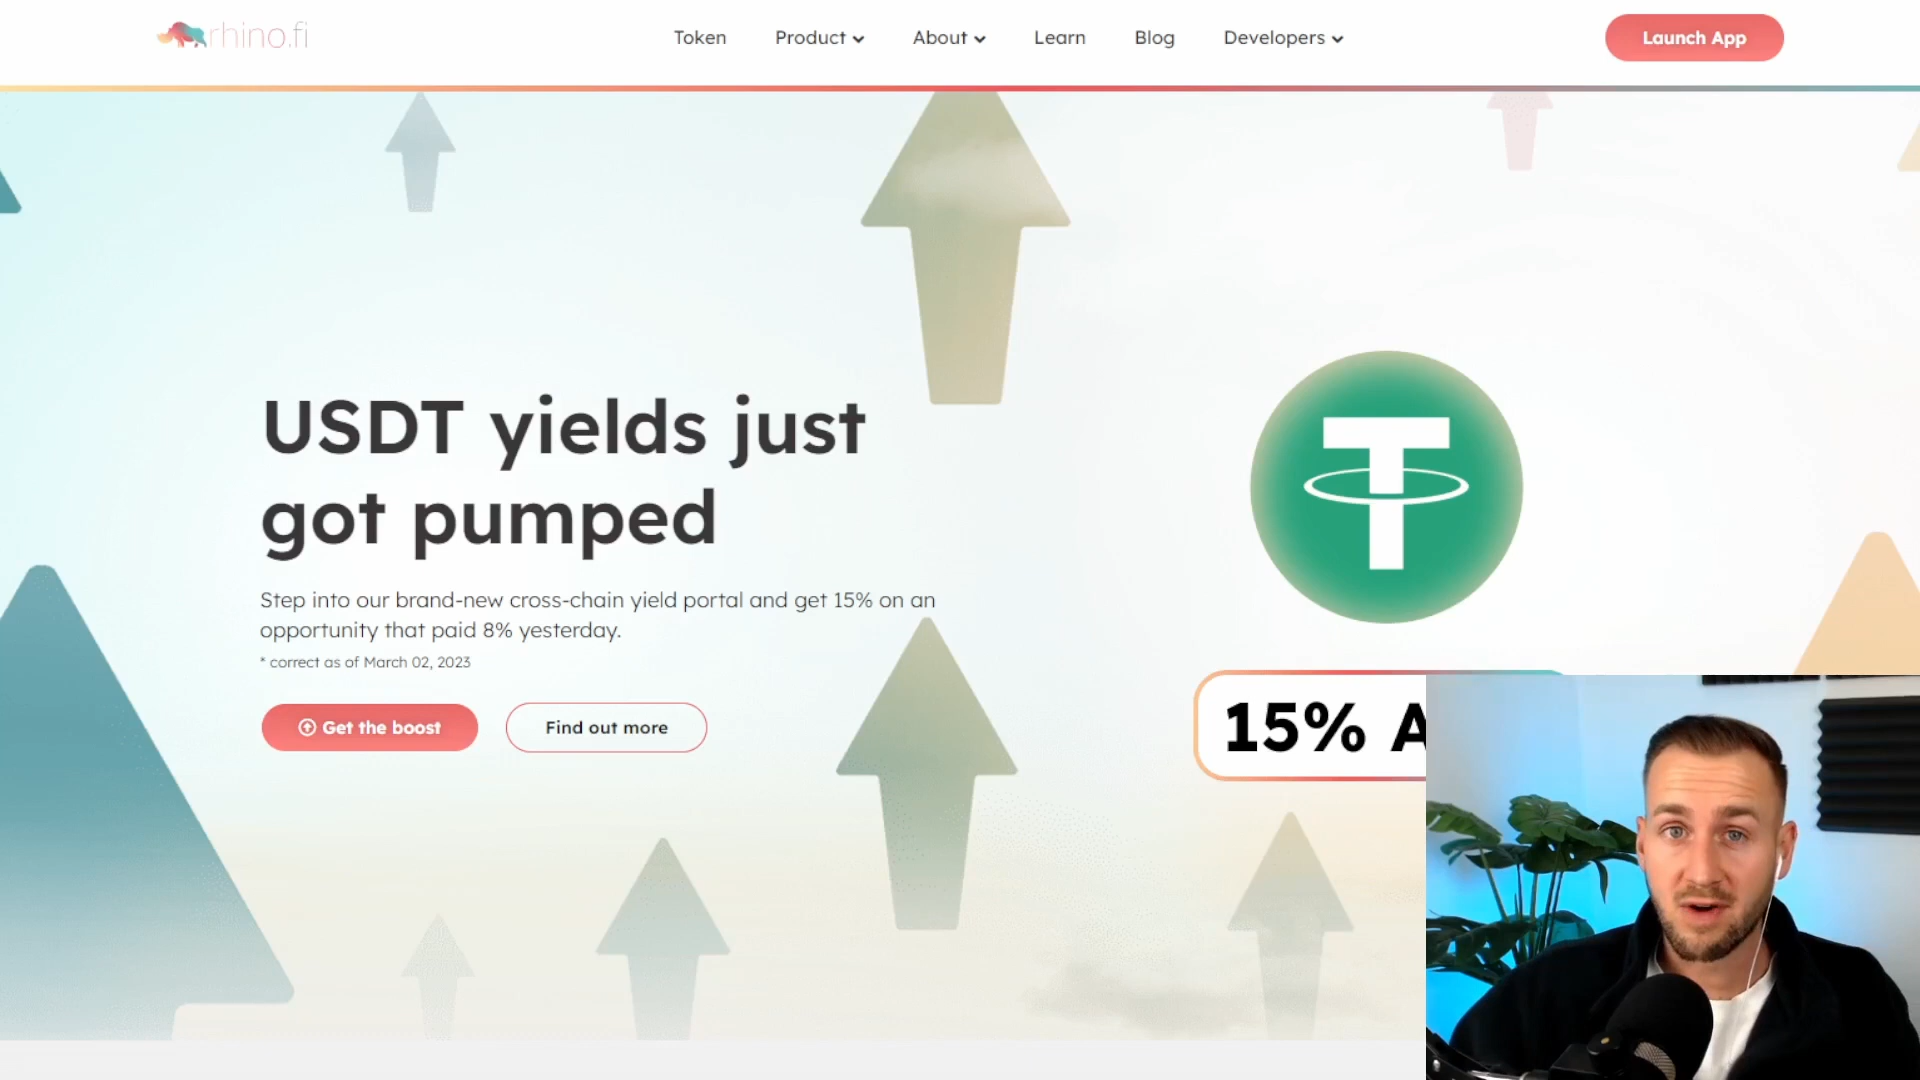 rhino.fi
Token
Product
About
Learn
Blog
Developers
Launch App
USDT yields just
got pumped
Step into our brand-new cross-chain yield portal and get 15% on an
opportunity that paid 8% yesterday.
* correct as of March 02, 2023
Get the boost
Find out more
15% A